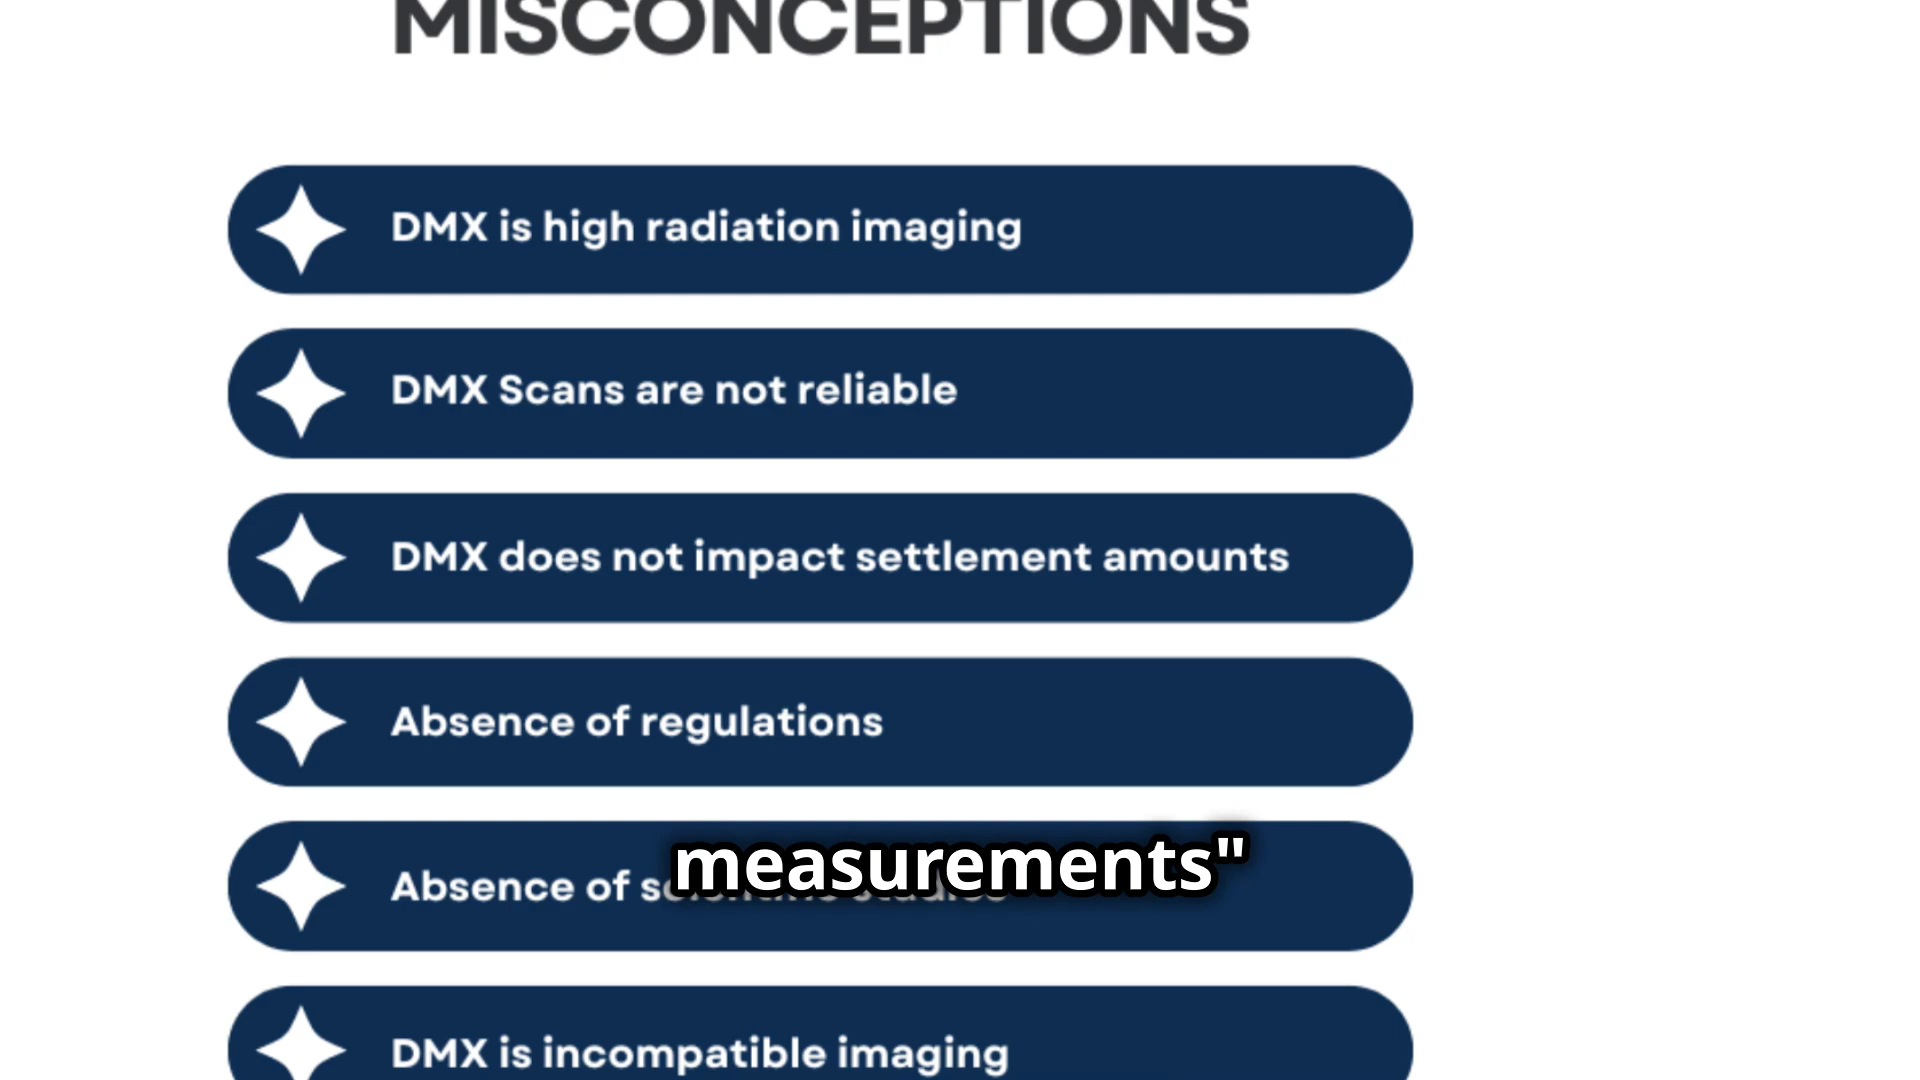 MISCONCEPTIONS
DMX is high radiation imaging
DMX Scans are not reliable
DMX does not impact settlement amounts
Absence of regulations
Absence of
measurements"
DMX is incompatible imaging